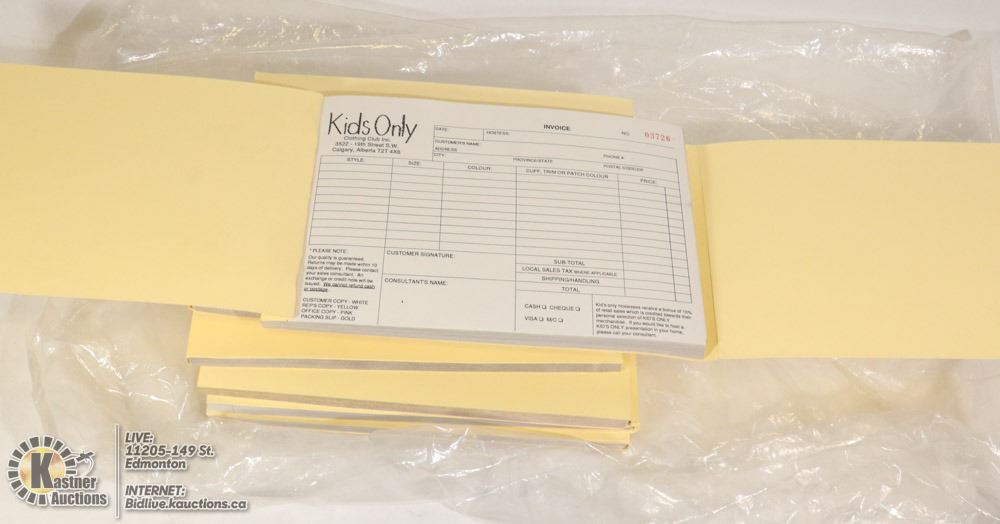 Kids Only
Clothing Club Inc.
3522 - 19th Street S.W.
Calgary, Alberta T2T 4X6
INVOICE
NO. 03726
DATE: HOSTESS:
CUSTOMER'S NAME:
ADDRESS PHONE #:
CITY: PROVINCE/STATE POSTAL CODE/ZIP:
STYLE: SIZE: COLOUR: CUFF, TRIM OR PATCH COLOUR PRICE:
* PLEASE NOTE:
Our quality is guaranteed.
Returns may be made within 10
days of delivery. Please contact
your sales consultant. An
exchange or credit note will be
issued. We cannot refund cash
or postage.
CUSTOMER COPY - WHITE
REP'S COPY - YELLOW
OFFICE COPY - PINK
PACKING SLIP - GOLD
CUSTOMER SIGNATURE:
CONSULTANT'S NAME:
SUB-TOTAL
LOCAL SALES TAX WHERE APPLICABLE
SHIPPING/HANDLING
TOTAL
CASH ❑ CHEQUE ❑
VISA ❑ M/C ❑
Kid's only hostesses receive a bonus of 10%
of retail sales which is credited towards their
personal selection of KID'S ONLY
merchandise. If you would like to host a
KID'S ONLY presentation in your home,
please call your consultant.
Kastner
Auctions
LIVE:
11205-149 St.
Edmonton
INTERNET:
Bidlive.kauctions.ca